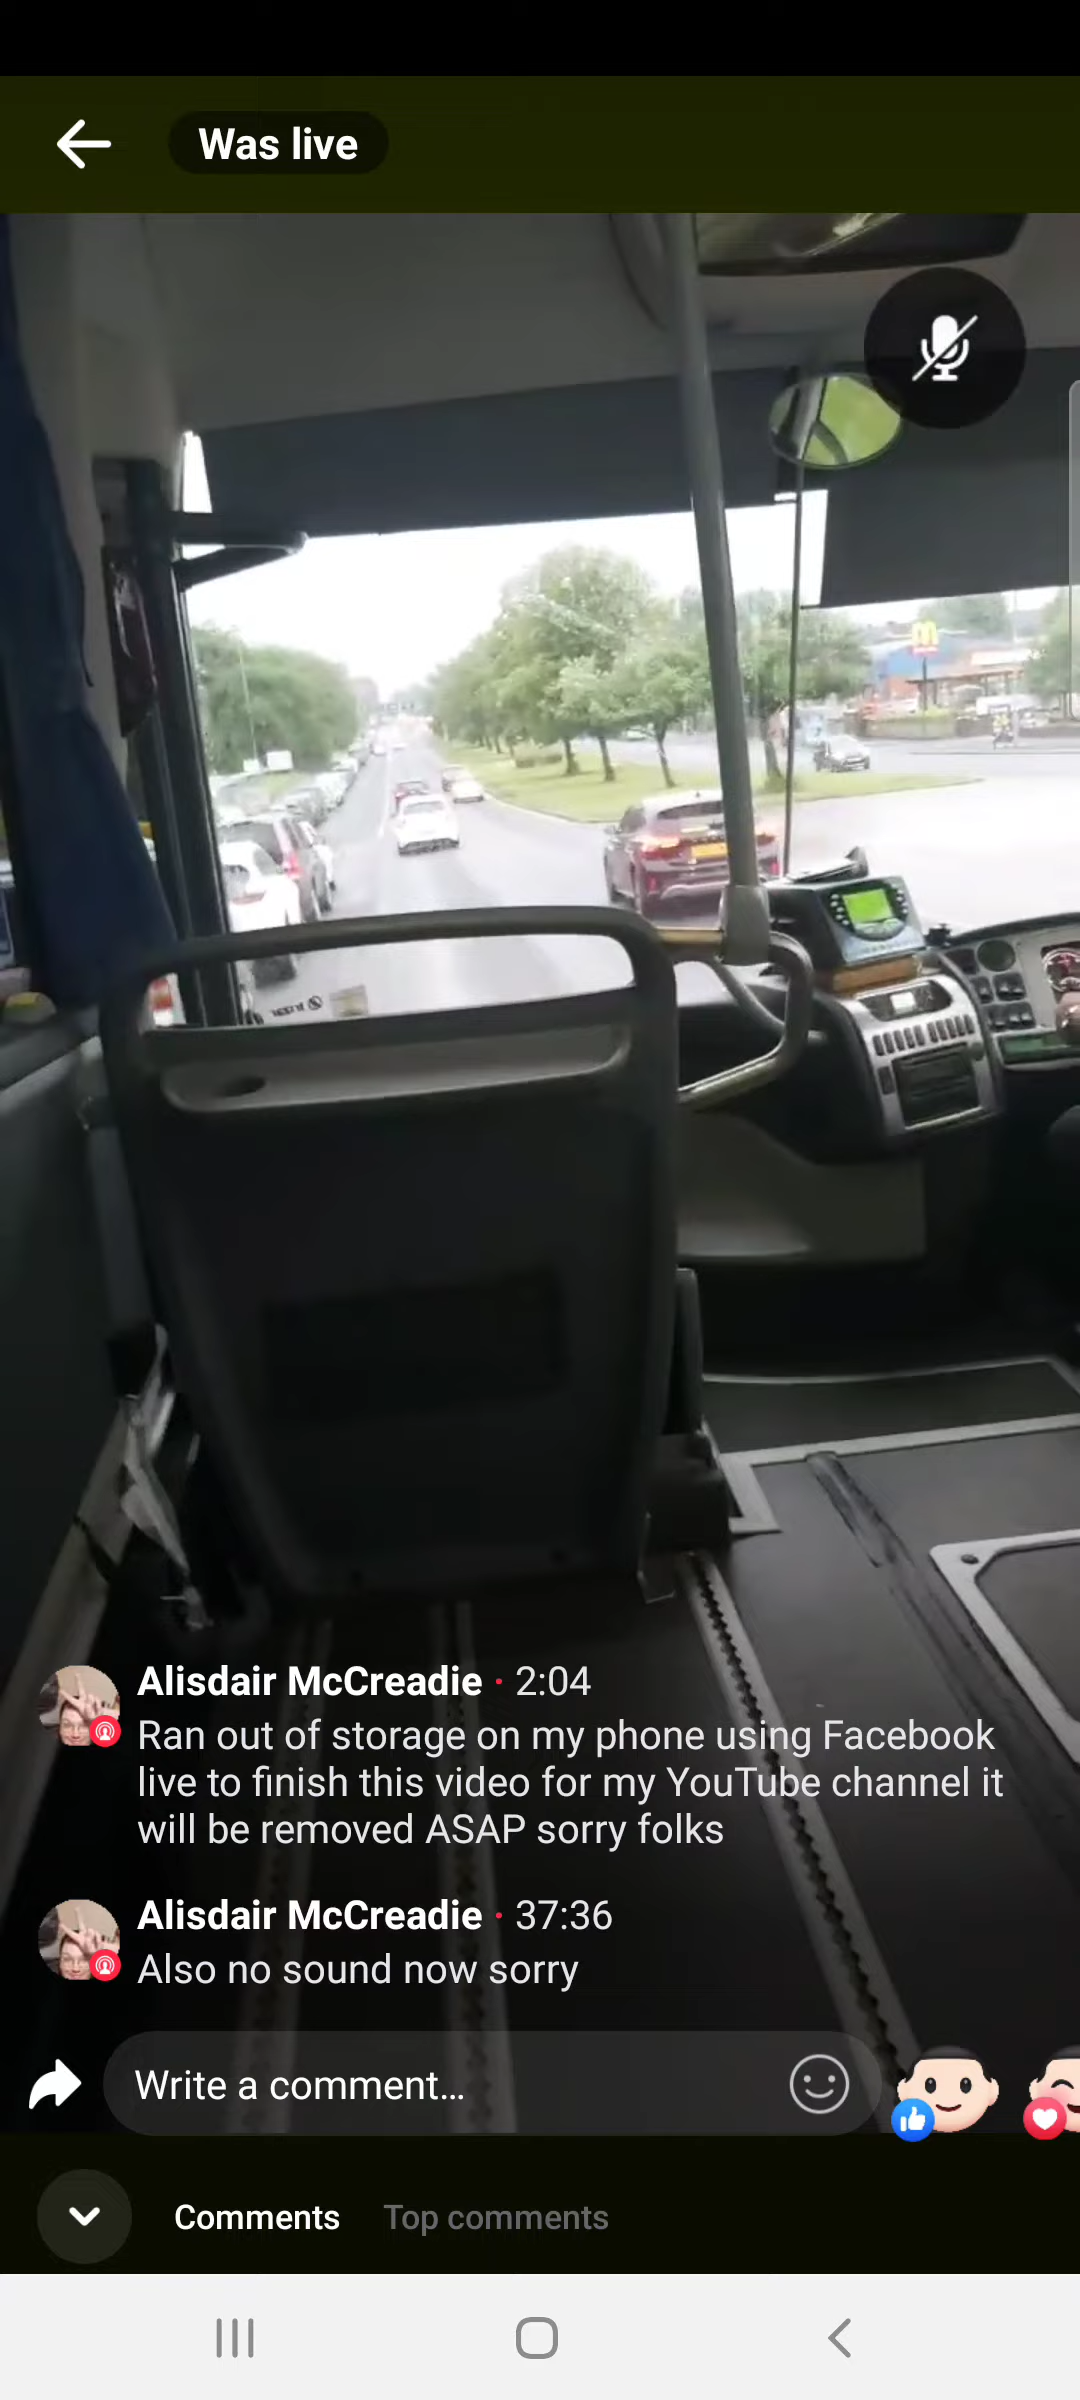 Was live
Alisdair McCreadie · 2:04
Ran out of storage on my phone using Facebook
live to finish this video for my YouTube channel it
will be removed ASAP sorry folks
Alisdair McCreadie · 37:36
Also no sound now sorry
Write a comment...
Comments Top comments